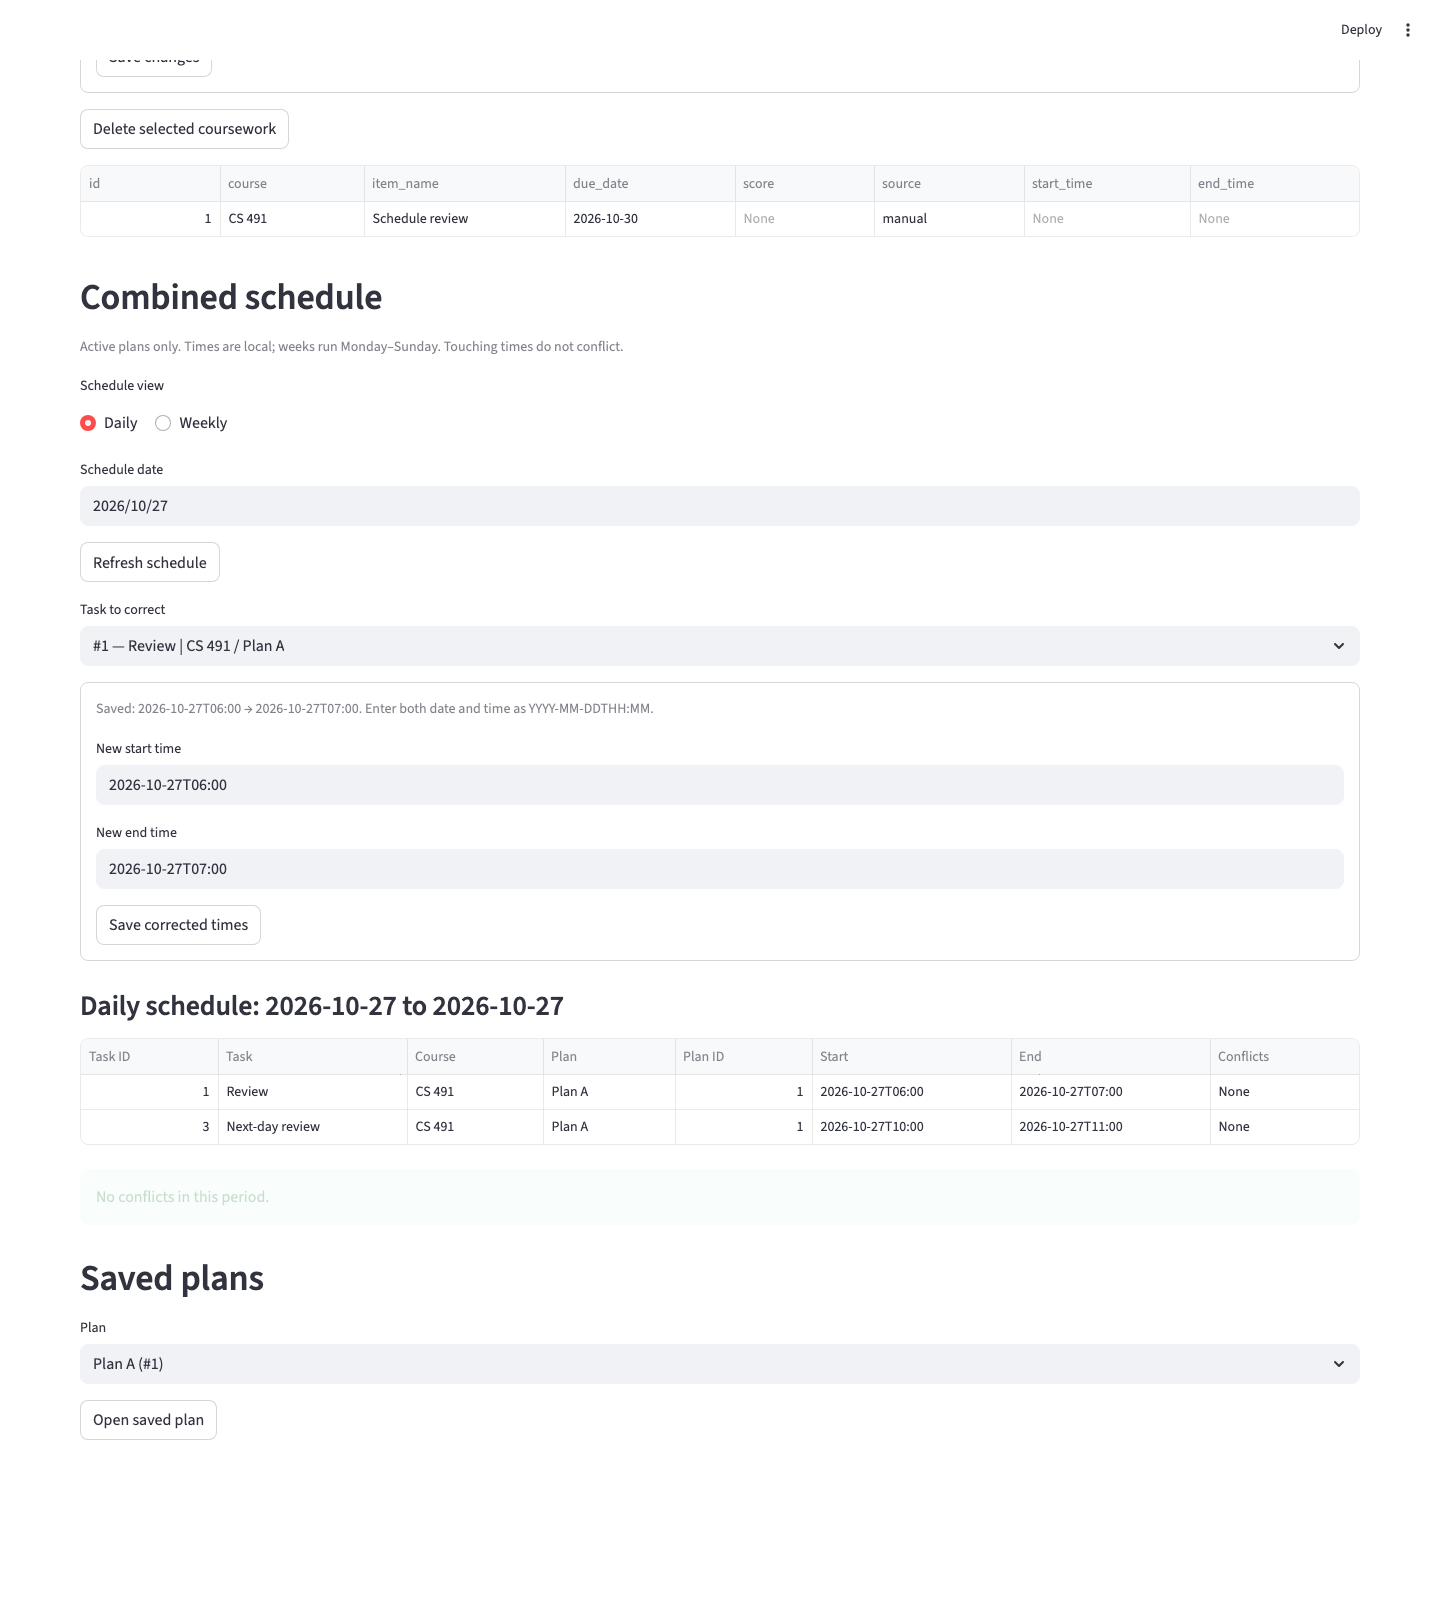 Deploy
Save changes
Delete selected coursework
id course item_name due_date score source start_time end_time
1 CS 491 Schedule review 2026-10-30 None manual None None
Combined schedule
Active plans only. Times are local; weeks run Monday–Sunday. Touching times do not conflict.
Schedule view
Daily Weekly
Schedule date
2026/10/27
Refresh schedule
Task to correct
#1 — Review | CS 491 / Plan A
Saved: 2026-10-27T06:00 → 2026-10-27T07:00. Enter both date and time as YYYY-MM-DDTHH:MM.
New start time
2026-10-27T06:00
New end time
2026-10-27T07:00
Save corrected times
Daily schedule: 2026-10-27 to 2026-10-27
Task ID Task Course Plan Plan ID Start End Conflicts
1 Review CS 491 Plan A 1 2026-10-27T06:00 2026-10-27T07:00 None
3 Next-day review CS 491 Plan A 1 2026-10-27T10:00 2026-10-27T11:00 None
No conflicts in this period.
Saved plans
Plan
Plan A (#1)
Open saved plan